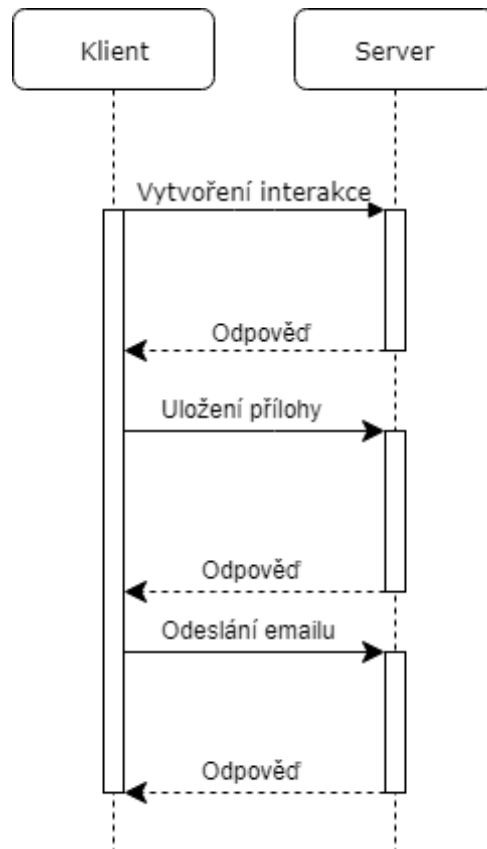 Klient
Server
Vytvoření interakce
Odpověď
Uložení přílohy
Odpověď
Odeslání emailu
Odpověď